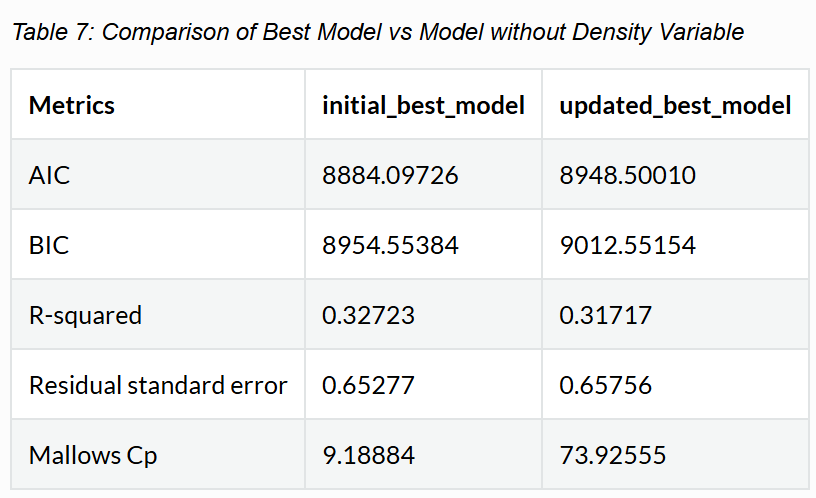 Table 7: Comparison of Best Model vs Model without Density Variable
Metrics initial_best_model updated_best_model
AIC 8884.09726 8948.50010
BIC 8954.55384 9012.55154
R-squared 0.32723 0.31717
Residual standard error 0.65277 0.65756
Mallows Cp 9.18884 73.92555